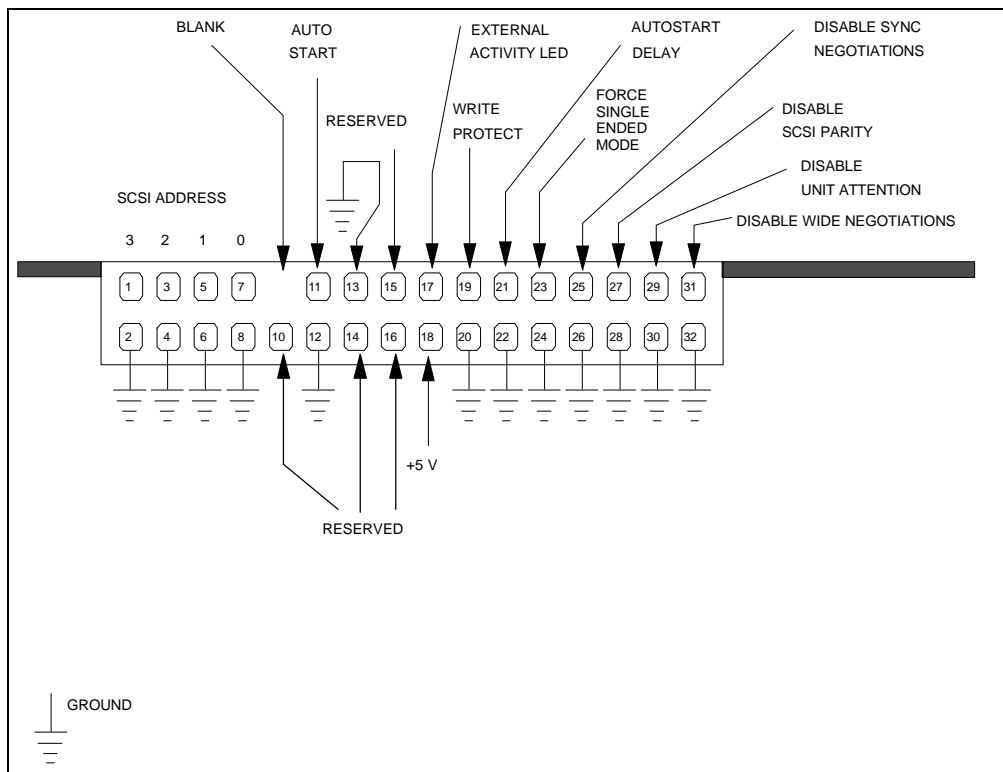 BLANK
AUTO
START
EXTERNAL
ACTIVITY LED
AUTOSTART
DELAY
DISABLE SYNC
NEGOTIATIONS
RESERVED
WRITE
PROTECT
FORCE
SINGLE
ENDED
MODE
DISABLE
SCSI PARITY
DISABLE
UNIT ATTENTION
SCSI ADDRESS
DISABLE WIDE NEGOTIATIONS
3 2 1 0
1 3 5 7 11 13 15 17 19 21 23 25 27 29 31
2 4 6 8 10 12 14 16 18 20 22 24 26 28 30 32
+5 V
RESERVED
GROUND